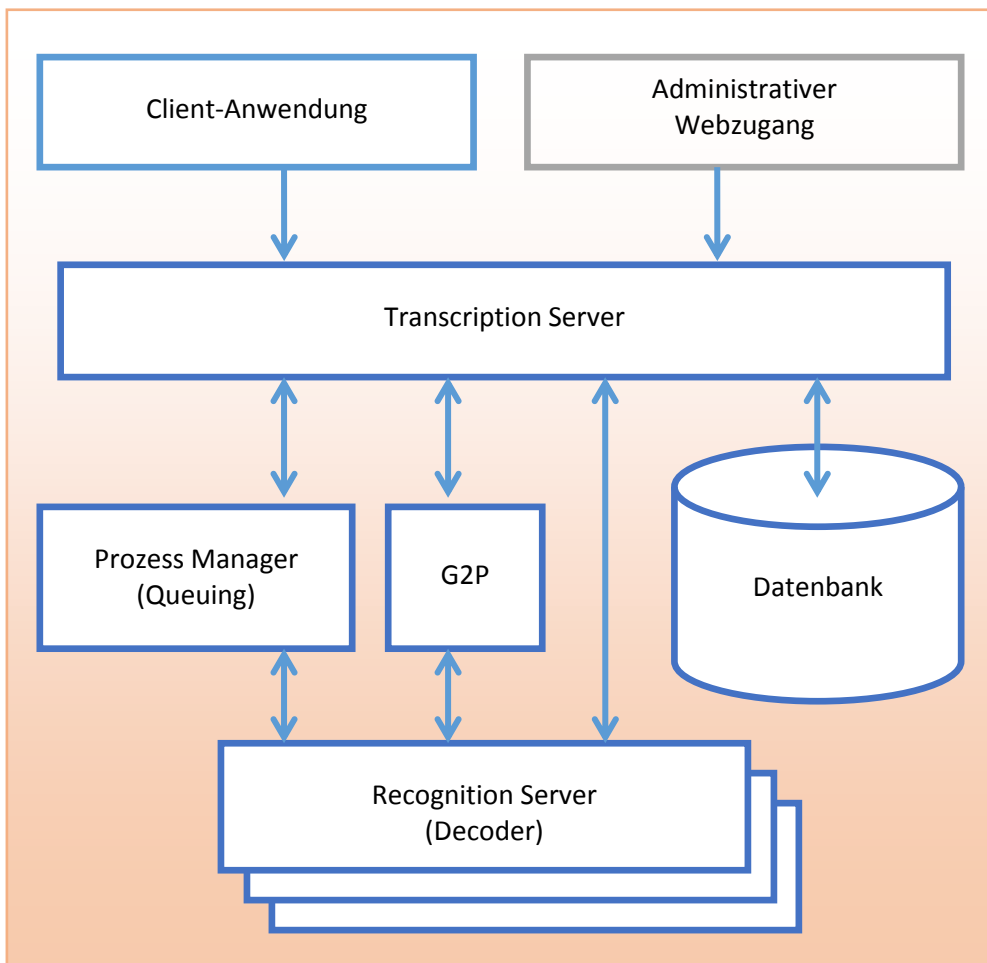 Client-Anwendung
Administrativer
Webzugang
Transcription Server
Prozess Manager
(Queuing)
G2P
Datenbank
Recognition Server
(Decoder)